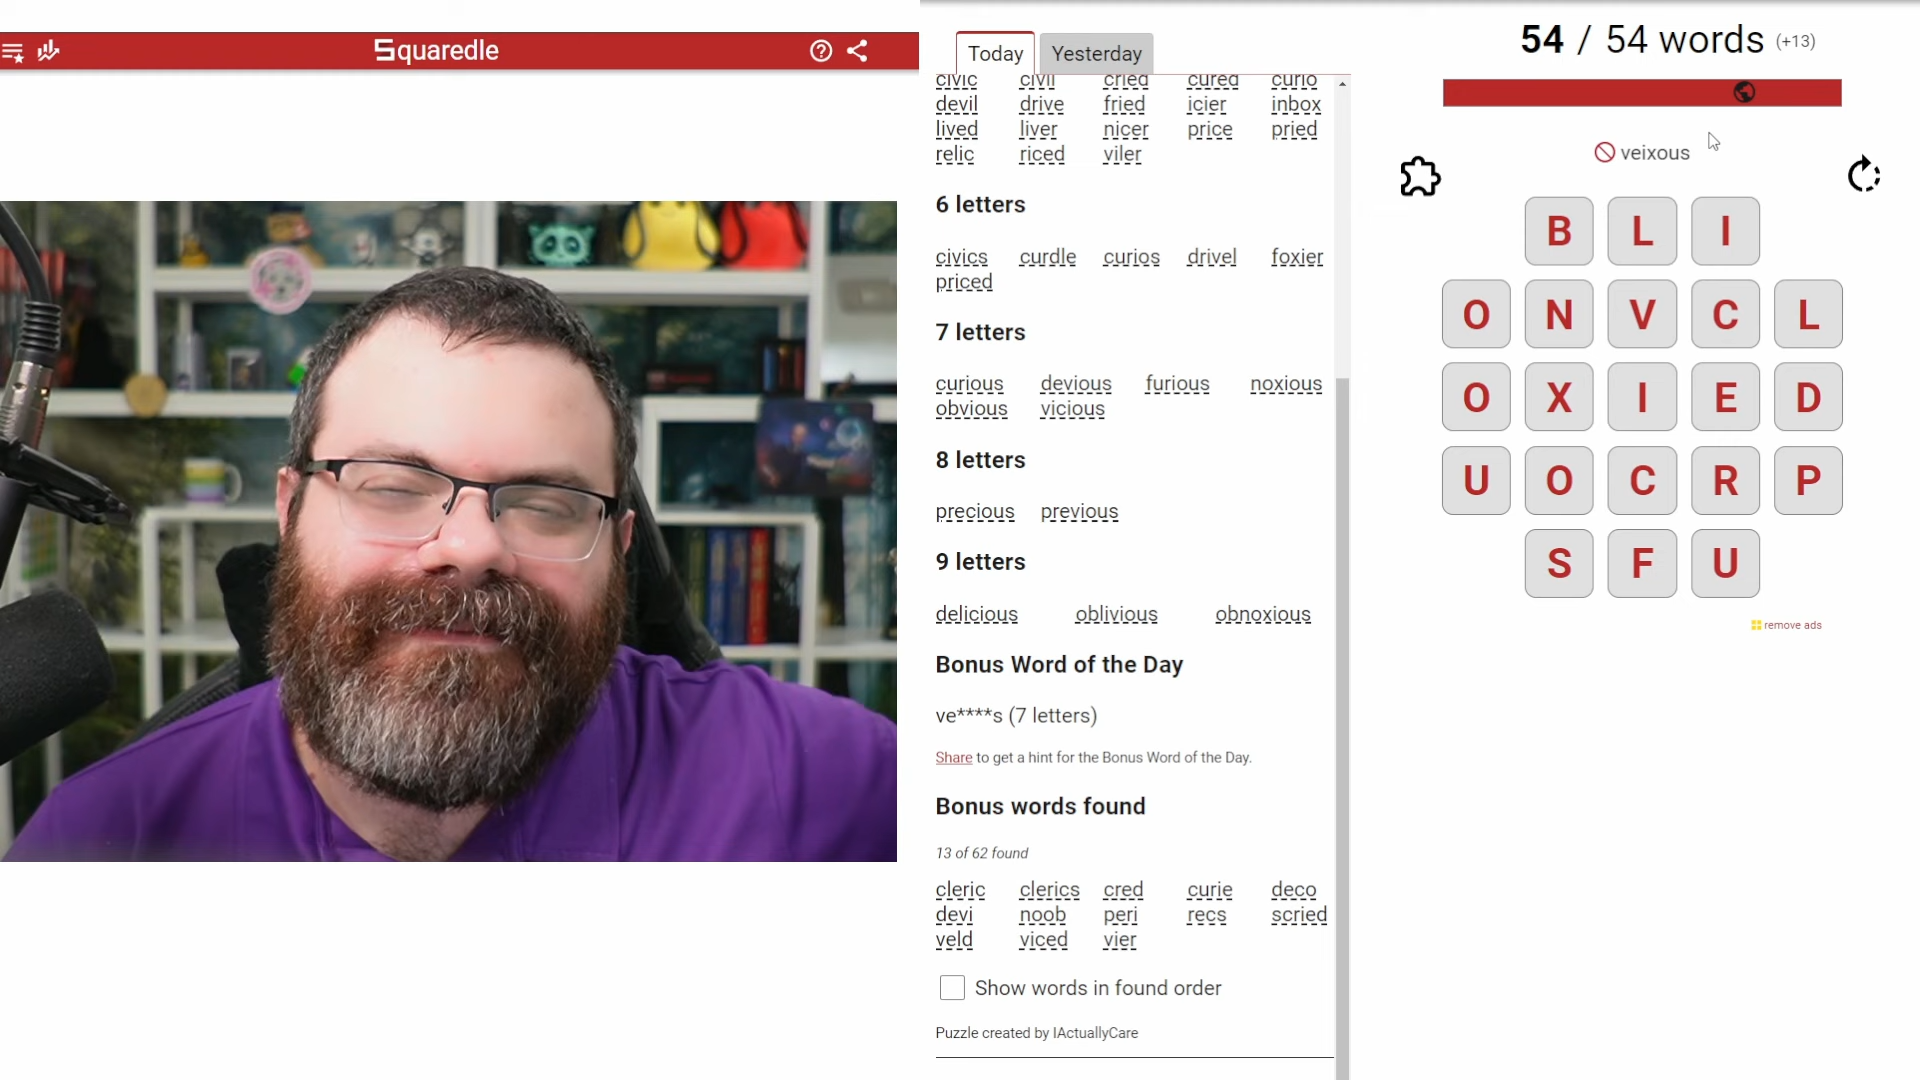 Squaredle
Today Yesterday
civic civil cried cured curio
devil drive fried icier inbox
lived liver nicer price pried
relic riced viler
6 letters
civics curdle curios drivel foxier
priced
7 letters
curious devious furious noxious
obvious vicious
8 letters
precious previous
9 letters
delicious oblivious obnoxious
Bonus Word of the Day
ve****s (7 letters)
Share to get a hint for the Bonus Word of the Day.
Bonus words found
13 of 62 found
cleric clerics cred curie deco
devi noob peri recs scried
veld viced vier
Show words in found order
Puzzle created by IActuallyCare
54 / 54 words (+13)
veixous
B L I
O N V C L
O X I E D
U O C R P
S F U
remove ads